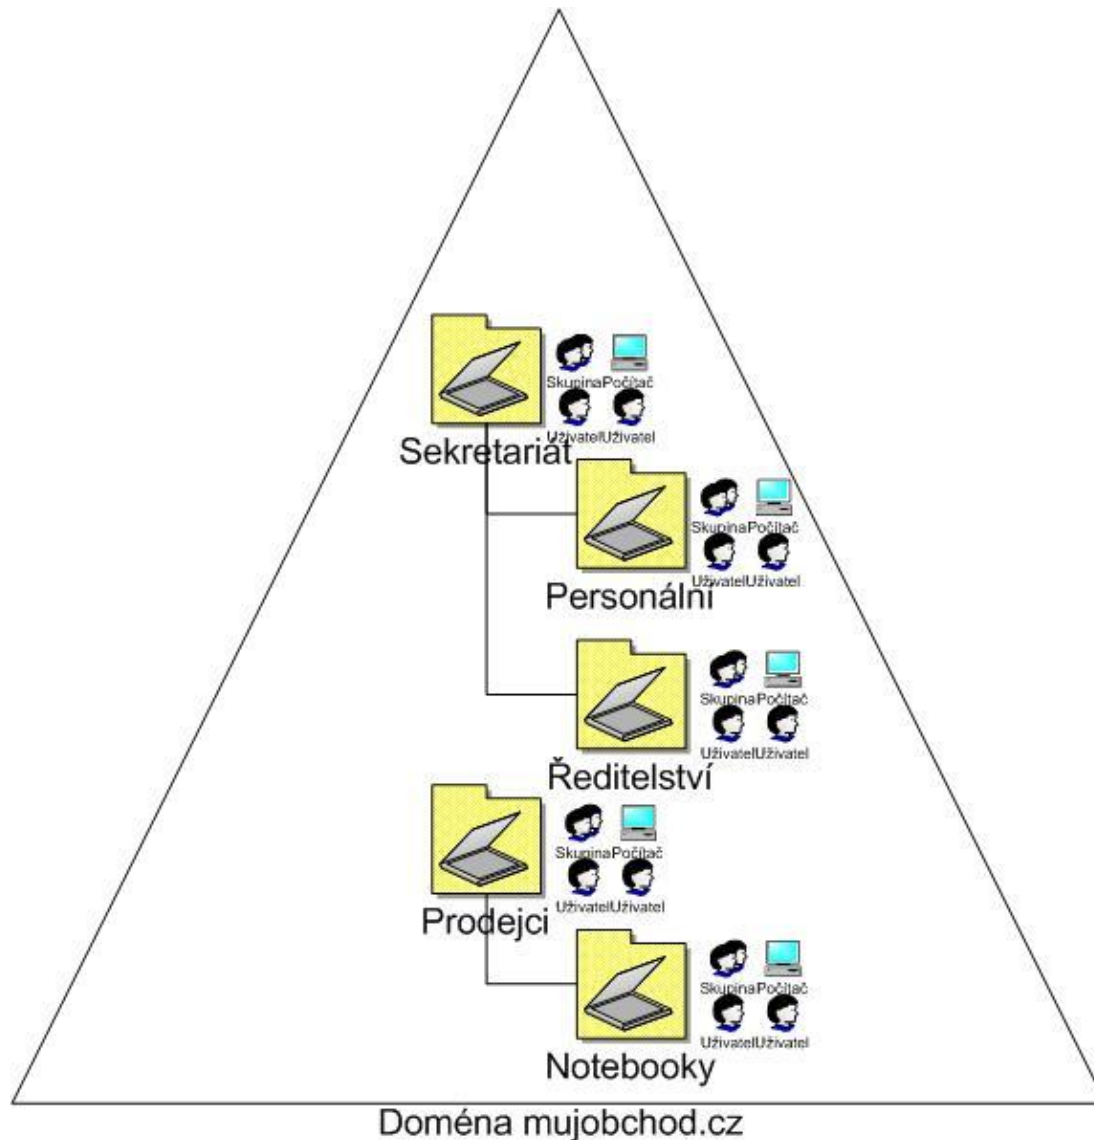 Skupina Počítač
Uživatel Uživatel
Sekretariát
Skupina Počítač
Uživatel Uživatel
Personální
Skupina Počítač
Uživatel Uživatel
Ředitelství
Skupina Počítač
Uživatel Uživatel
Prodejci
Skupina Počítač
Uživatel Uživatel
Notebooky
Doména mujobchod.cz